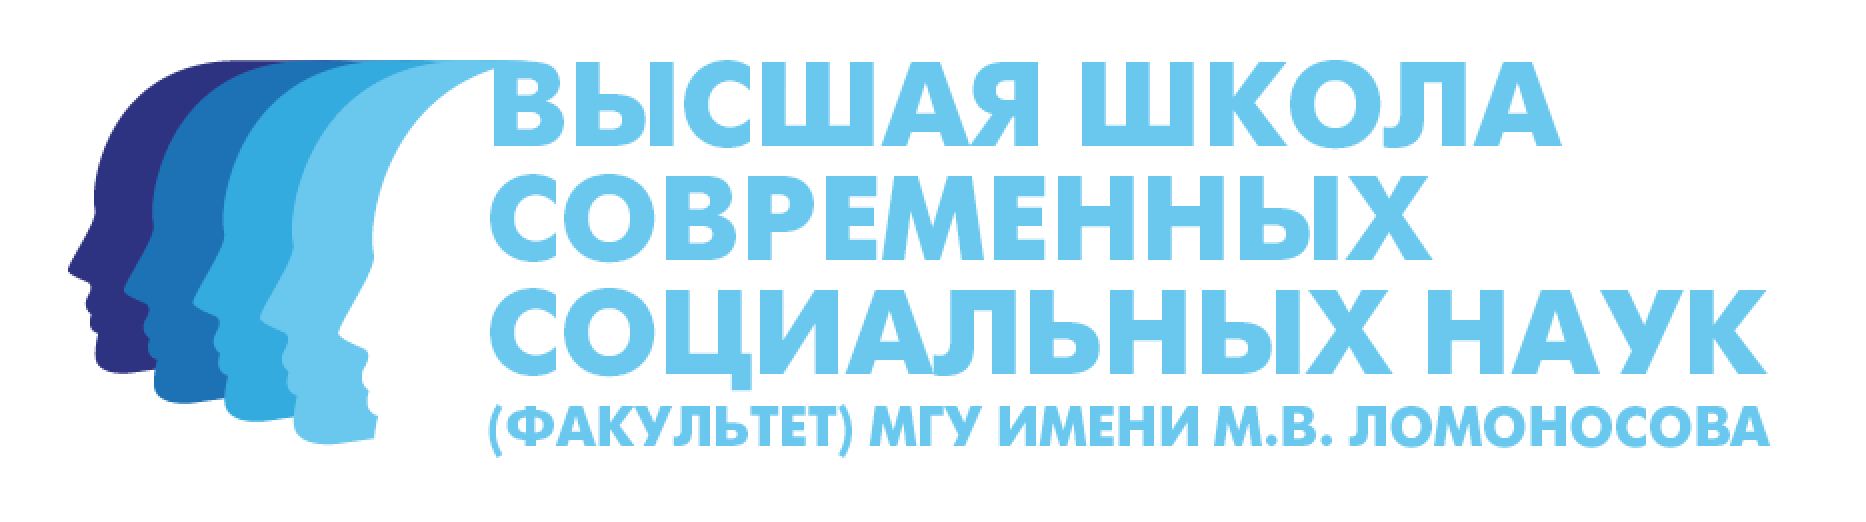 ВЫСШАЯ ШКОЛА
СОВРЕМЕННЫХ
СОЦИАЛЬНЫХ НАУК
(ФАКУЛЬТЕТ) МГУ ИМЕНИ М.В. ЛОМОНОСОВА